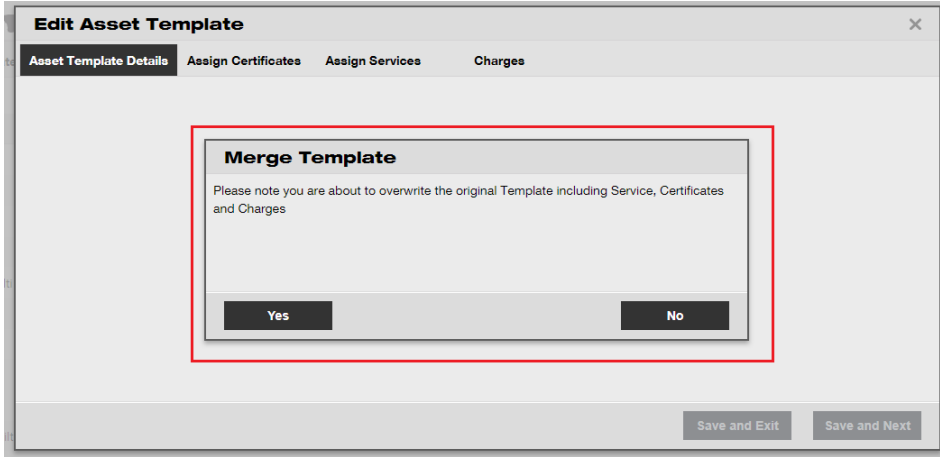 Edit Asset Template
Asset Template Details Assign Certificates Assign Services Charges
Merge Template
Please note you are about to overwrite the original Template including Service, Certificates
and Charges
Yes No
Save and Exit Save and Next